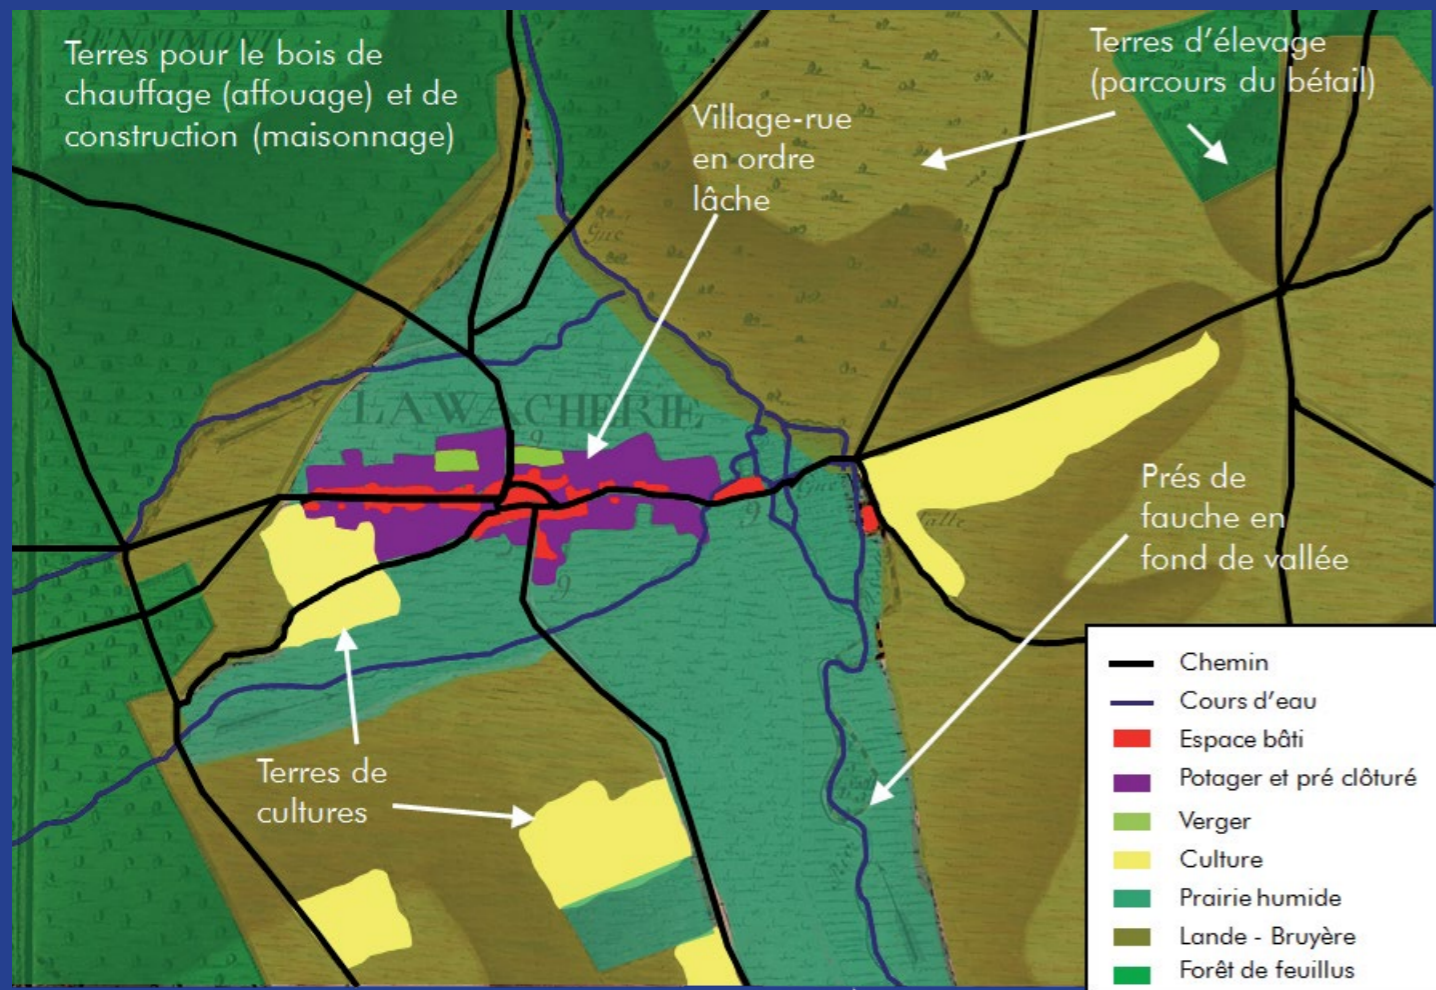 Terres pour le bois de
chauffage (affouage) et de
construction (maisonnage)
Village-rue
en ordre
lâche
Terres d'élevage
(parcours du bétail)
LAWACHERIE
Prés de
fauche en
fond de vallée
Terres de
cultures
Chemin
Cours d'eau
Espace bâti
Potager et pré clôturé
Verger
Culture
Prairie humide
Lande - Bruyère
Forêt de feuillus